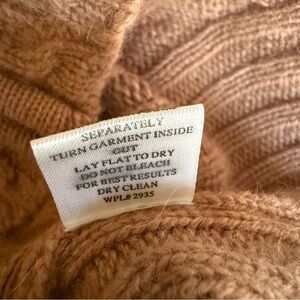 SEPARATELY
TURN GARMENT INSIDE
OUT
LAY FLAT TO DRY
DO NOT BLEACH
FOR BEST RESULTS
DRY CLEAN
WPL# 2935